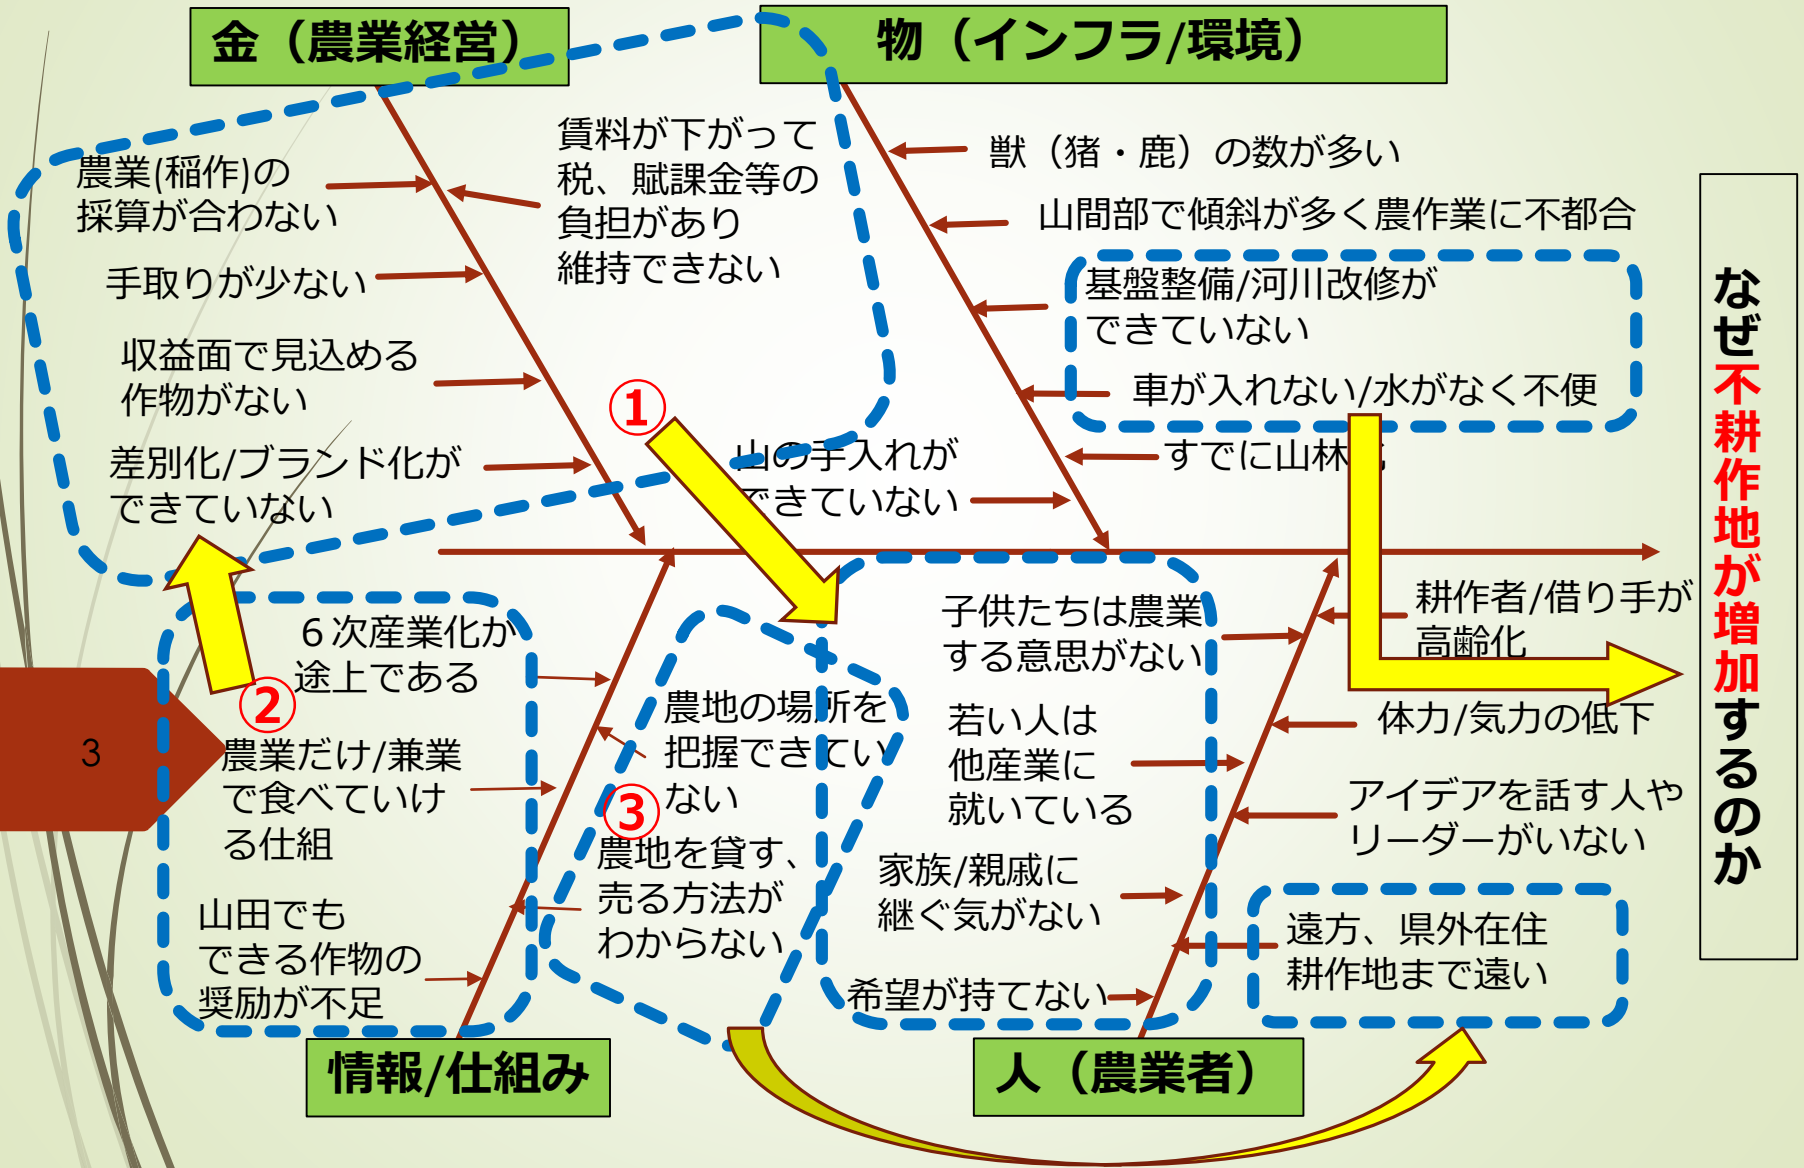 金（農業経営）
物（インフラ/環境）
農業(稲作)の
採算が合わない
手取りが少ない
収益面で見込める
作物がない
差別化/ブランド化が
できていない
賃料が下がって
税、賦課金等の
負担があり
維持できない
①
獣（猪・鹿）の数が多い
山間部で傾斜が多く農作業に不都合
基盤整備/河川改修が
できていない
車が入れない/水がなく不便
すでに山林
山の手入れが
できていない
なぜ不耕作地が増加するのか
②
６次産業化が
途上である
農業だけ/兼業
で食べていけ
る仕組
山田でも
できる作物の
奨励が不足
農地の場所を
把握できてい
ない
③
農地を貸す、
売る方法が
わからない
子供たちは農業
する意思がない
若い人は
他産業に
就いている
家族/親戚に
継ぐ気がない
希望が持てない
耕作者/借り手が
高齢化
体力/気力の低下
アイデアを話す人や
リーダーがいない
遠方、県外在住
耕作地まで遠い
情報/仕組み
人（農業者）
3